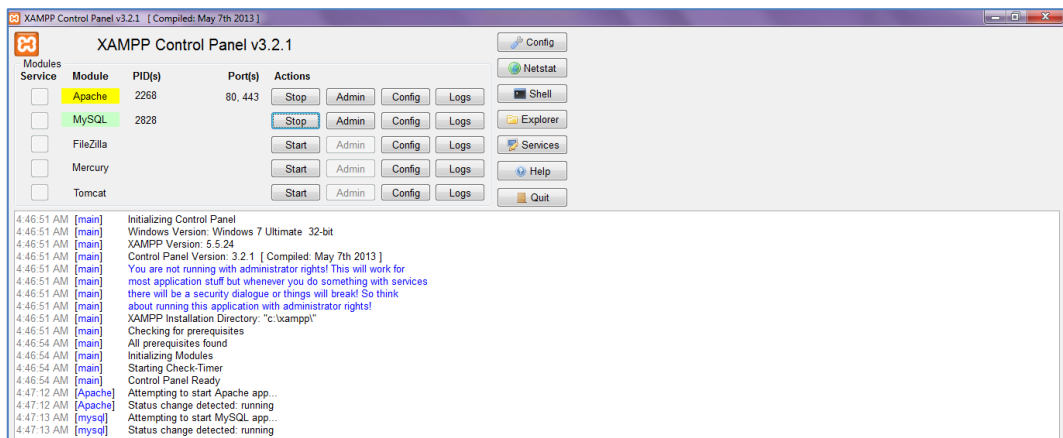 XAMPP Control Panel v3.2.1 [ Compiled: May 7th 2013 ]
XAMPP Control Panel v3.2.1
Config
Modules
Service Module PID(s) Port(s) Actions
Netstat
Apache 2268 80, 443 Stop Admin Config Logs
Shell
MySQL 2828 Stop Admin Config Logs
Explorer
FileZilla Start Admin Config Logs
Services
Mercury Start Admin Config Logs
Help
Tomcat Start Admin Config Logs
Quit
4:46:51 AM [main] Initializing Control Panel
4:46:51 AM [main] Windows Version: Windows 7 Ultimate 32-bit
4:46:51 AM [main] XAMPP Version: 5.5.24
4:46:51 AM [main] Control Panel Version: 3.2.1 [ Compiled: May 7th 2013 ]
4:46:51 AM [main] You are not running with administrator rights! This will work for
4:46:51 AM [main] most application stuff but whenever you do something with services
4:46:51 AM [main] there will be a security dialogue or things will break! So think
4:46:51 AM [main] about running this application with administrator rights!
4:46:51 AM [main] XAMPP Installation Directory: "c:\xampp\"
4:46:51 AM [main] Checking for prerequisites
4:46:54 AM [main] All prerequisites found
4:46:54 AM [main] Initializing Modules
4:46:54 AM [main] Starting Check-Timer
4:46:54 AM [main] Control Panel Ready
4:47:12 AM [Apache] Attempting to start Apache app...
4:47:12 AM [Apache] Status change detected: running
4:47:13 AM [mysql] Attempting to start MySQL app...
4:47:13 AM [mysql] Status change detected: running